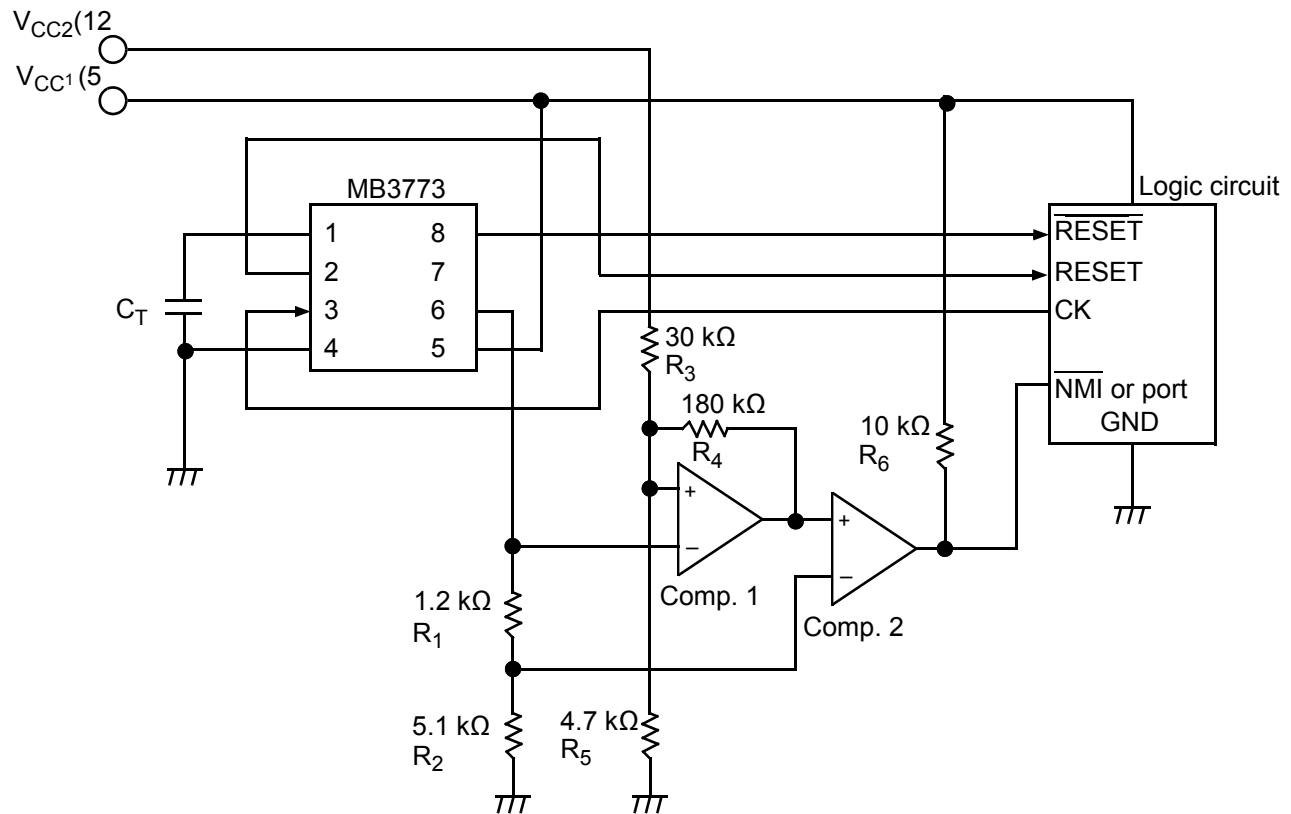 VCC2(12
VCC1 (5
MB3773
Logic circuit
1 8
RESET
2 7
RESET
3 6
CK
4 5
CT
30 kΩ
R3
180 kΩ
R4
NMI or port
GND
10 kΩ
R6
+
−
Comp. 1
+
−
Comp. 2
1.2 kΩ
R1
5.1 kΩ
R2
4.7 kΩ
R5